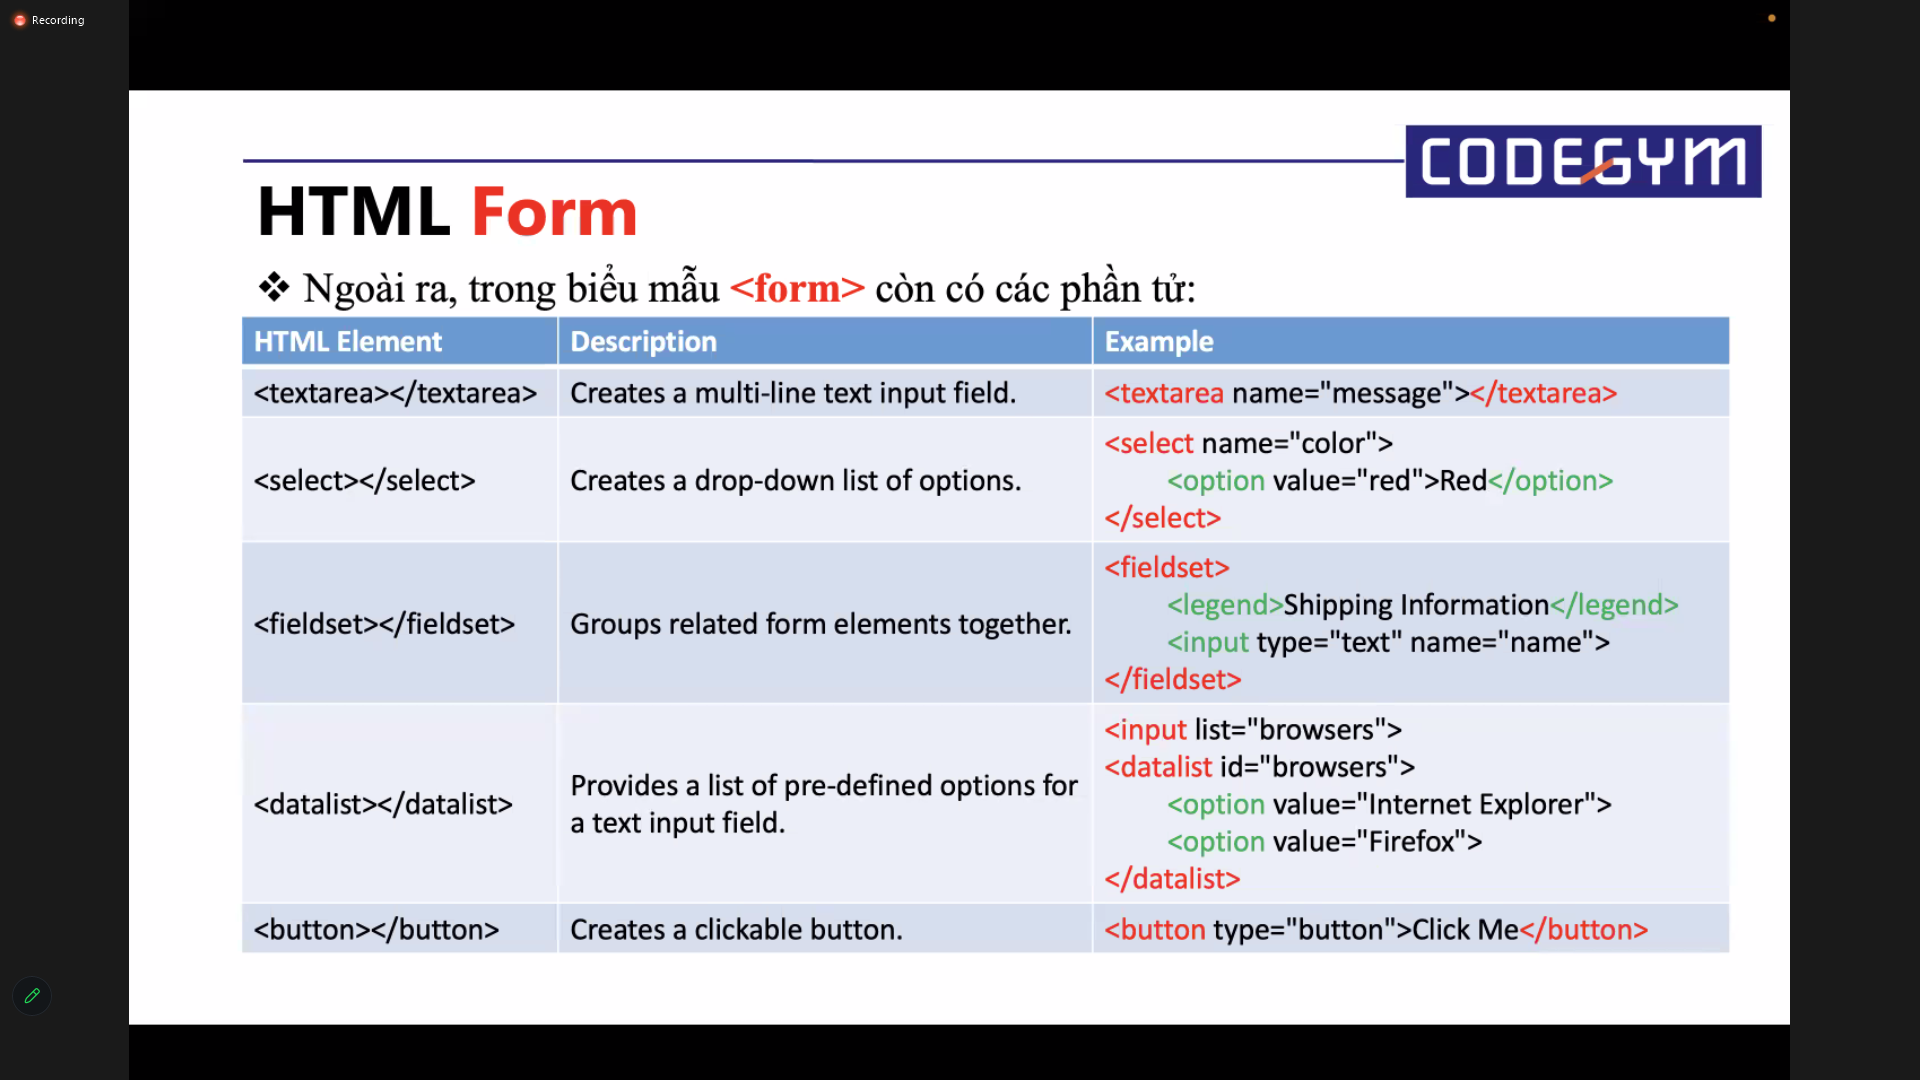 Recording
CODEGYM
HTML Form
❖ Ngoài ra, trong biểu mẫu <form> còn có các phần tử:
HTML Element Description Example
<textarea></textarea> Creates a multi-line text input field. <textarea name="message"></textarea>
<select></select> Creates a drop-down list of options. <select name="color">
<option value="red">Red</option>
</select>
<fieldset></fieldset> Groups related form elements together. <fieldset>
<legend>Shipping Information</legend>
<input type="text" name="name">
</fieldset>
<datalist></datalist> Provides a list of pre-defined options for
a text input field.
<input list="browsers">
<datalist id="browsers">
<option value="Internet Explorer">
<option value="Firefox">
</datalist>
<button></button> Creates a clickable button. <button type="button">Click Me</button>